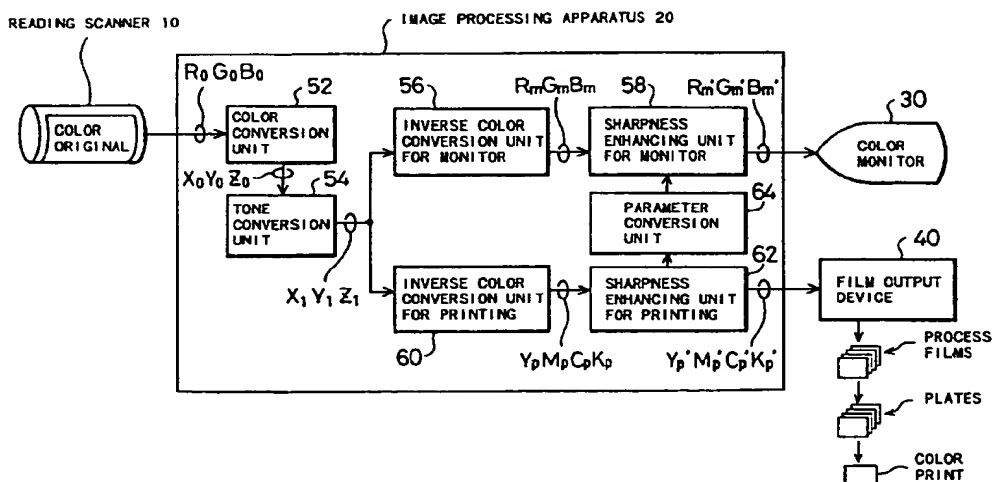 READING SCANNER 10
IMAGE PROCESSING APPARATUS 20
R₀G₀B₀
52
56
RmGmBm
58
Rm'Gm'Bm'
30
COLOR
ORIGINAL
COLOR
CONVERSION
UNIT
INVERSE COLOR
CONVERSION UNIT
FOR MONITOR
SHARPNESS
ENHANCING UNIT
FOR MONITOR
COLOR
MONITOR
X₀Y₀Z₀
54
64
TONE
CONVERSION
UNIT
PARAMETER
CONVERSION
UNIT
62
40
X₁Y₁Z₁
INVERSE COLOR
CONVERSION UNIT
FOR PRINTING
SHARPNESS
ENHANCING UNIT
FOR PRINTING
FILM OUTPUT
DEVICE
60
YpMpCpKp
Yp'Mp'Cp'Kp'
PROCESS
FILMS
PLATES
COLOR
PRINT